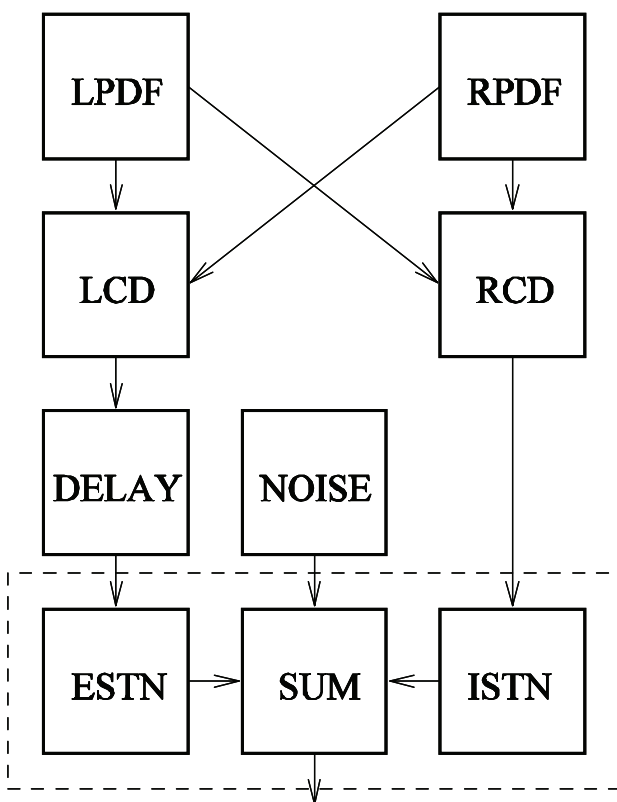 LPDF
RPDF
LCD
RCD
DELAY
NOISE
ESTN
SUM
ISTN